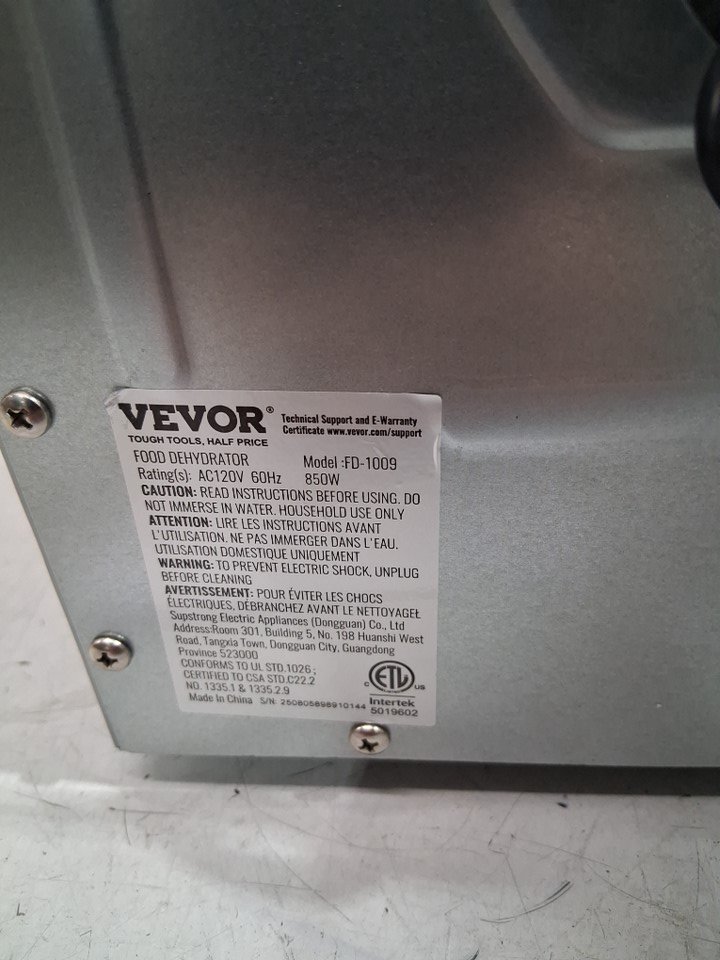 VEVOR®
TOUGH TOOLS, HALF PRICE
Technical Support and E-Warranty
Certificate www.vevor.com/support
FOOD DEHYDRATOR Model :FD-1009
Rating(s): AC120V 60Hz 850W
CAUTION: READ INSTRUCTIONS BEFORE USING. DO
NOT IMMERSE IN WATER. HOUSEHOLD USE ONLY
ATTENTION: LIRE LES INSTRUCTIONS AVANT
L'UTILISATION. NE PAS IMMERGER DANS L'EAU.
UTILISATION DOMESTIQUE UNIQUEMENT
WARNING: TO PREVENT ELECTRIC SHOCK, UNPLUG
BEFORE CLEANING
AVERTISSEMENT: POUR ÉVITER LES CHOCS
ÉLECTRIQUES, DÉBRANCHEZ AVANT LE NETTOYAGE
Supstrong Electric Appliances (Dongguan) Co., Ltd
Address:Room 301, Building 5, No. 198 Huanshi West
Road, Tangxia Town, Dongguan City, Guangdong
Province 523000
CONFORMS TO UL STD.1026 ;
CERTIFIED TO CSA STD.C22.2
NO. 1335.1 & 1335.2.9
Made In China S/N: 250805898910144
C ETL US
Intertek
5019602